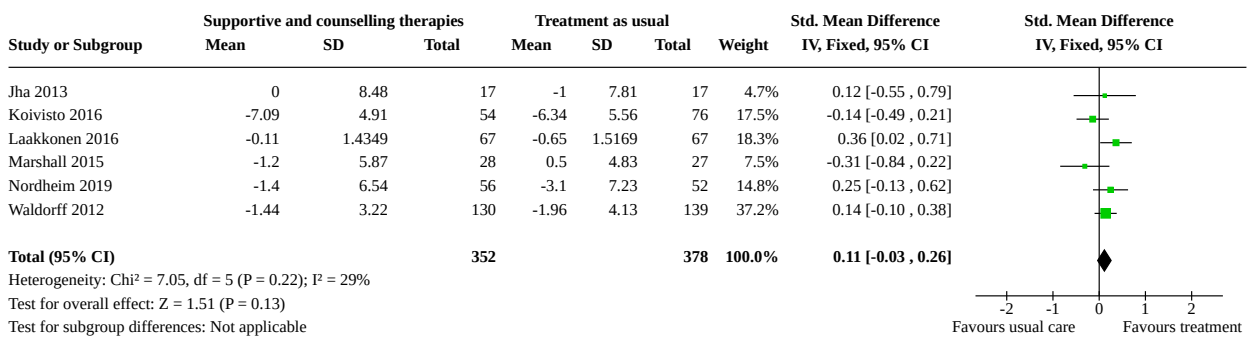 Supportive and counselling therapies Treatment as usual Std. Mean Difference Std. Mean Difference
Study or Subgroup Mean SD Total Mean SD Total Weight IV, Fixed, 95% CI IV, Fixed, 95% CI
Jha 2013 0 8.48 17 -1 7.81 17 4.7% 0.12 [-0.55 , 0.79]
Koivisto 2016 -7.09 4.91 54 -6.34 5.56 76 17.5% -0.14 [-0.49 , 0.21]
Laakkonen 2016 -0.11 1.4349 67 -0.65 1.5169 67 18.3% 0.36 [0.02 , 0.71]
Marshall 2015 -1.2 5.87 28 0.5 4.83 27 7.5% -0.31 [-0.84 , 0.22]
Nordheim 2019 -1.4 6.54 56 -3.1 7.23 52 14.8% 0.25 [-0.13 , 0.62]
Waldorff 2012 -1.44 3.22 130 -1.96 4.13 139 37.2% 0.14 [-0.10 , 0.38]
Total (95% CI) 352 378 100.0% 0.11 [-0.03 , 0.26]
Heterogeneity: Chi² = 7.05, df = 5 (P = 0.22); I² = 29%
Test for overall effect: Z = 1.51 (P = 0.13)
-2 -1 0 1 2
Test for subgroup differences: Not applicable Favours usual care Favours treatment